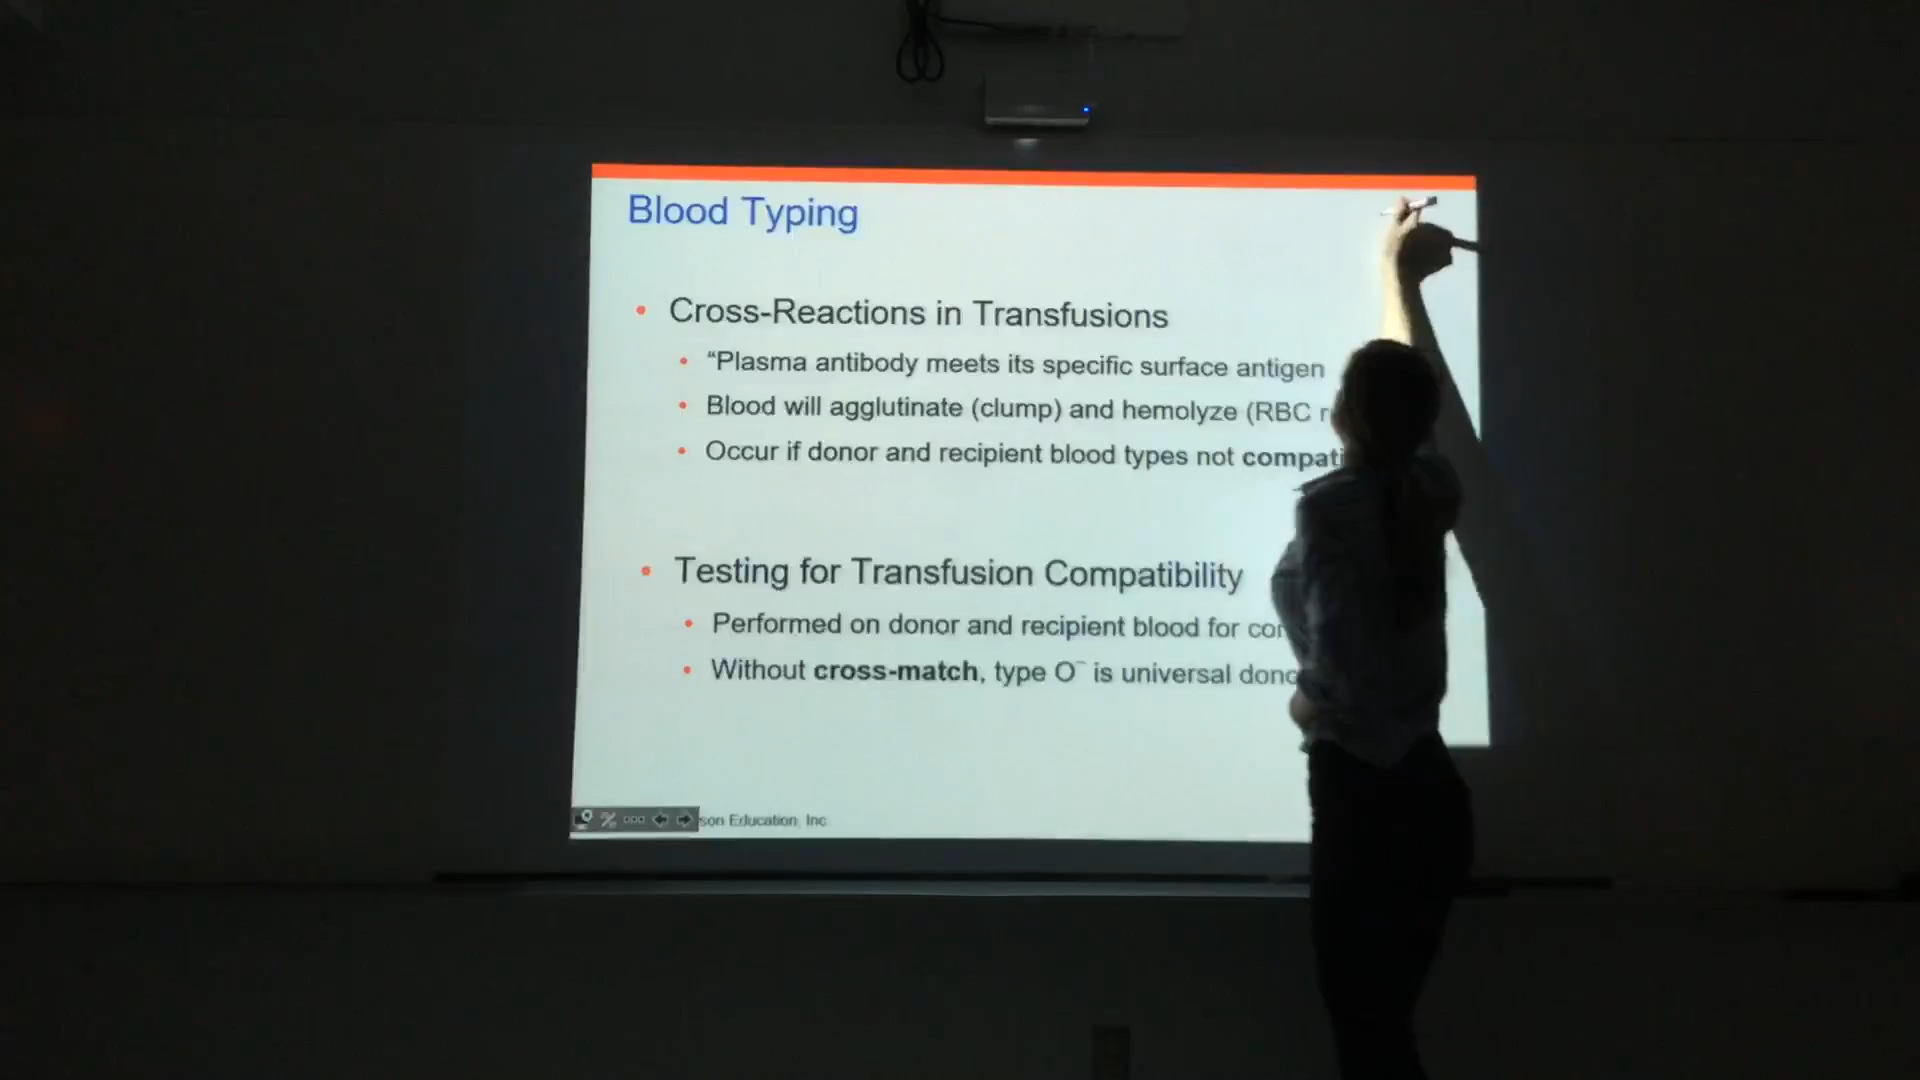 Blood Typing
• Cross-Reactions in Transfusions
• “Plasma antibody meets its specific surface antigen
• Blood will agglutinate (clump) and hemolyze (RBC
• Occur if donor and recipient blood types not compati
• Testing for Transfusion Compatibility
• Performed on donor and recipient blood for
• Without cross-match, type O⁻ is universal
son Education, Inc